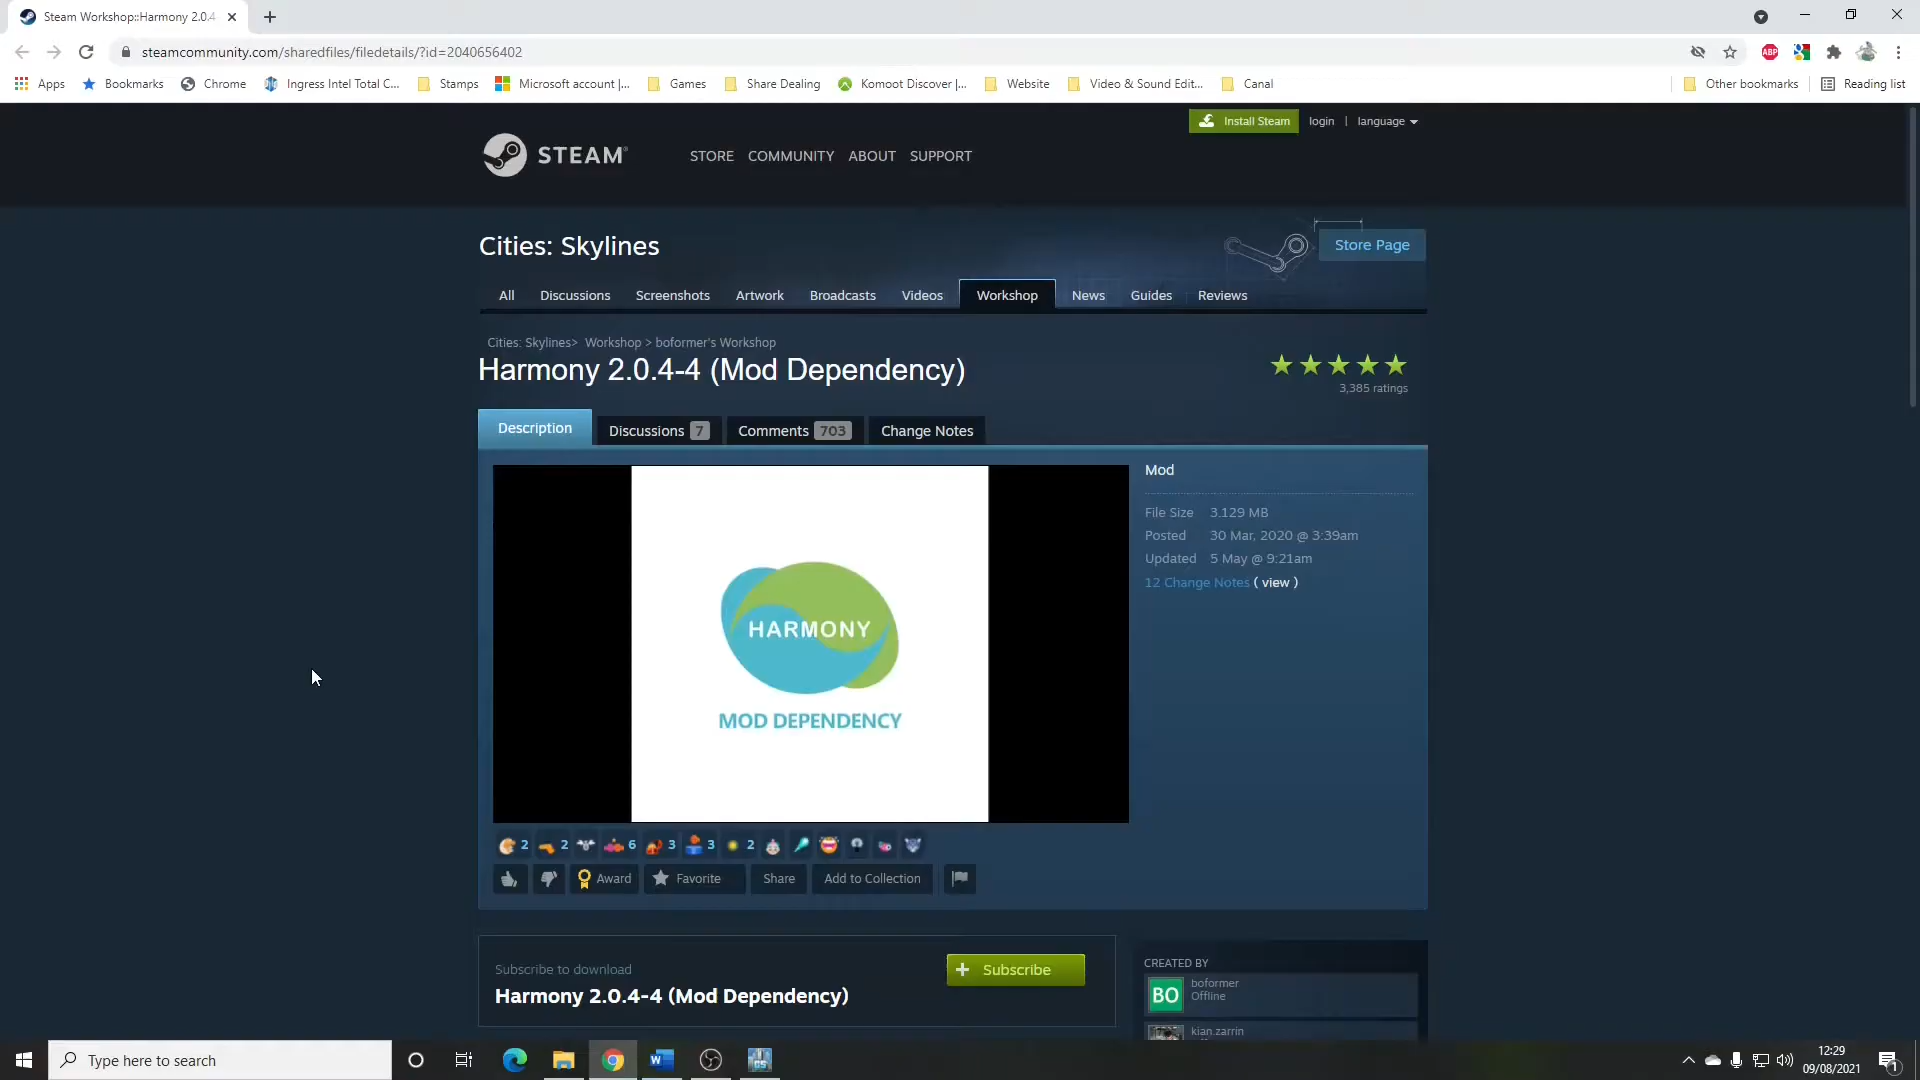 Steam Workshop::Harmony 2.0.4
steamcommunity.com/sharedfiles/filedetails/?id=2040656402
ABP
Apps
Bookmarks
Chrome
Ingress Intel Total C...
Stamps
Microsoft account |...
Games
Share Dealing
Komoot Discover |...
Website
Video & Sound Edit...
Canal
Other bookmarks
Reading list
Install Steam
login | language
STEAM
STORE COMMUNITY ABOUT SUPPORT
Cities: Skylines
Store Page
All Discussions Screenshots Artwork Broadcasts Videos Workshop News Guides Reviews
Cities: Skylines> Workshop > boformer's Workshop
Harmony 2.0.4-4 (Mod Dependency)
3,385 ratings
Description
Discussions 7
Comments 703
Change Notes
HARMONY
MOD DEPENDENCY
Mod
File Size 3.129 MB
Posted 30 Mar, 2020 @ 3:39am
Updated 5 May @ 9:21am
12 Change Notes ( view )
2 2 6 3 3 2
Award
Favorite
Share
Add to Collection
Subscribe to download
Harmony 2.0.4-4 (Mod Dependency)
+ Subscribe
CREATED BY
BO
boformer
Offline
kian.zarrin
Type here to search
12:29
09/08/2021
1